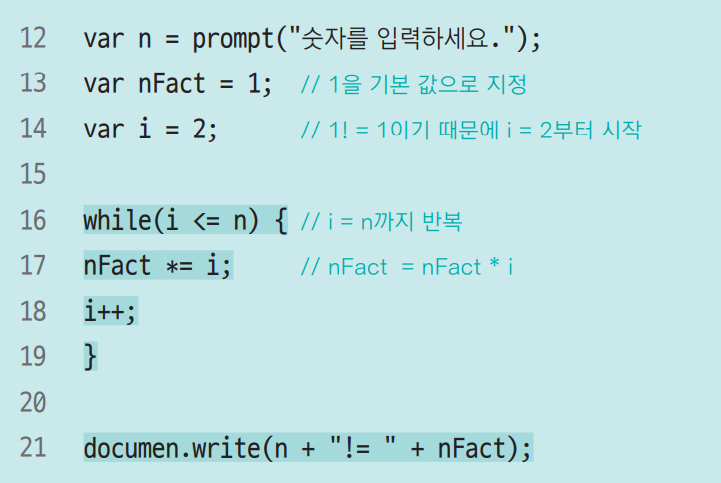 12 var n = prompt("숫자를 입력하세요.");
13 var nFact = 1; // 1을 기본 값으로 지정
14 var i = 2; // 1! = 1이기 때문에 i = 2부터 시작
15
16 while(i <= n) { // i = n까지 반복
17 nFact *= i; // nFact = nFact * i
18 i++;
19 }
20
21 documen.write(n + "!= " + nFact);